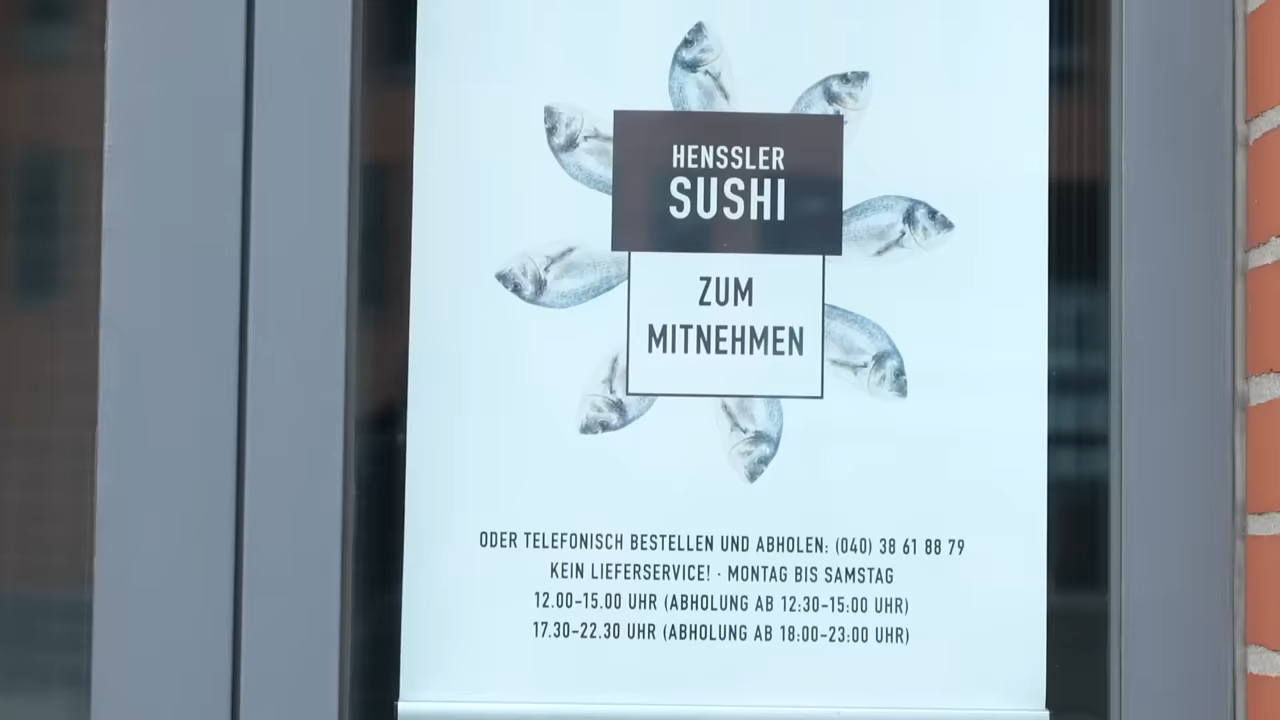 HENSSLER
SUSHI
ZUM
MITNEHMEN
ODER TELEFONISCH BESTELLEN UND ABHOLEN: (040) 38 61 88 79
KEIN LIEFERSERVICE! · MONTAG BIS SAMSTAG
12.00-15.00 UHR (ABHOLUNG AB 12:30-15:00 UHR)
17.30-22.30 UHR (ABHOLUNG AB 18:00-23:00 UHR)